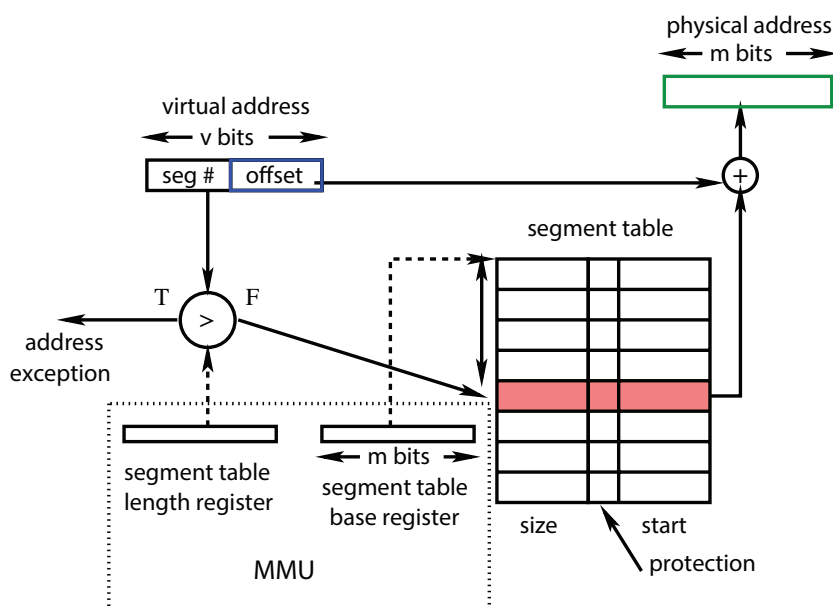 physical address
m bits
virtual address
v bits
seg #
offset
+
segment table
T
F
>
address
exception
m bits
segment table
length register
segment table
base register
size
start
protection
MMU